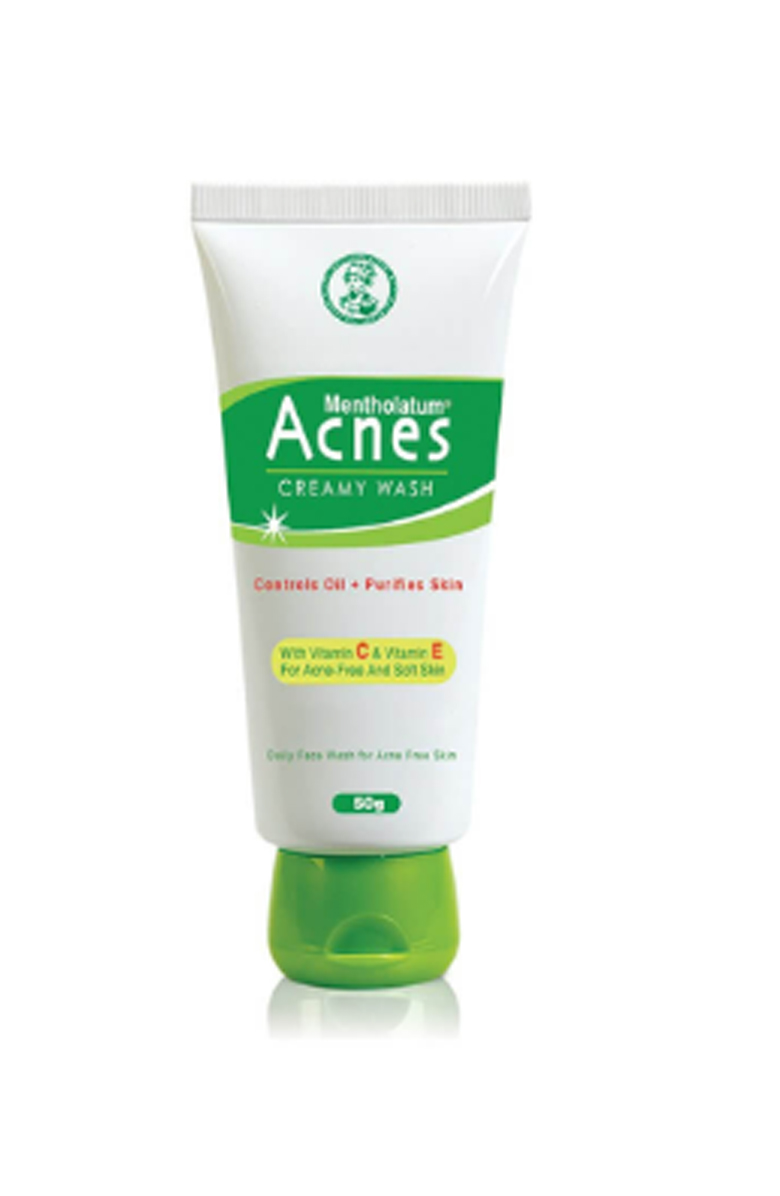 Mentholatum®
Acnes
CREAMY WASH
Controls Oil + Purifies Skin
With Vitamin C & Vitamin E
For Acne-Free And Soft Skin
Daily Face Wash for Acne Free Skin
50g